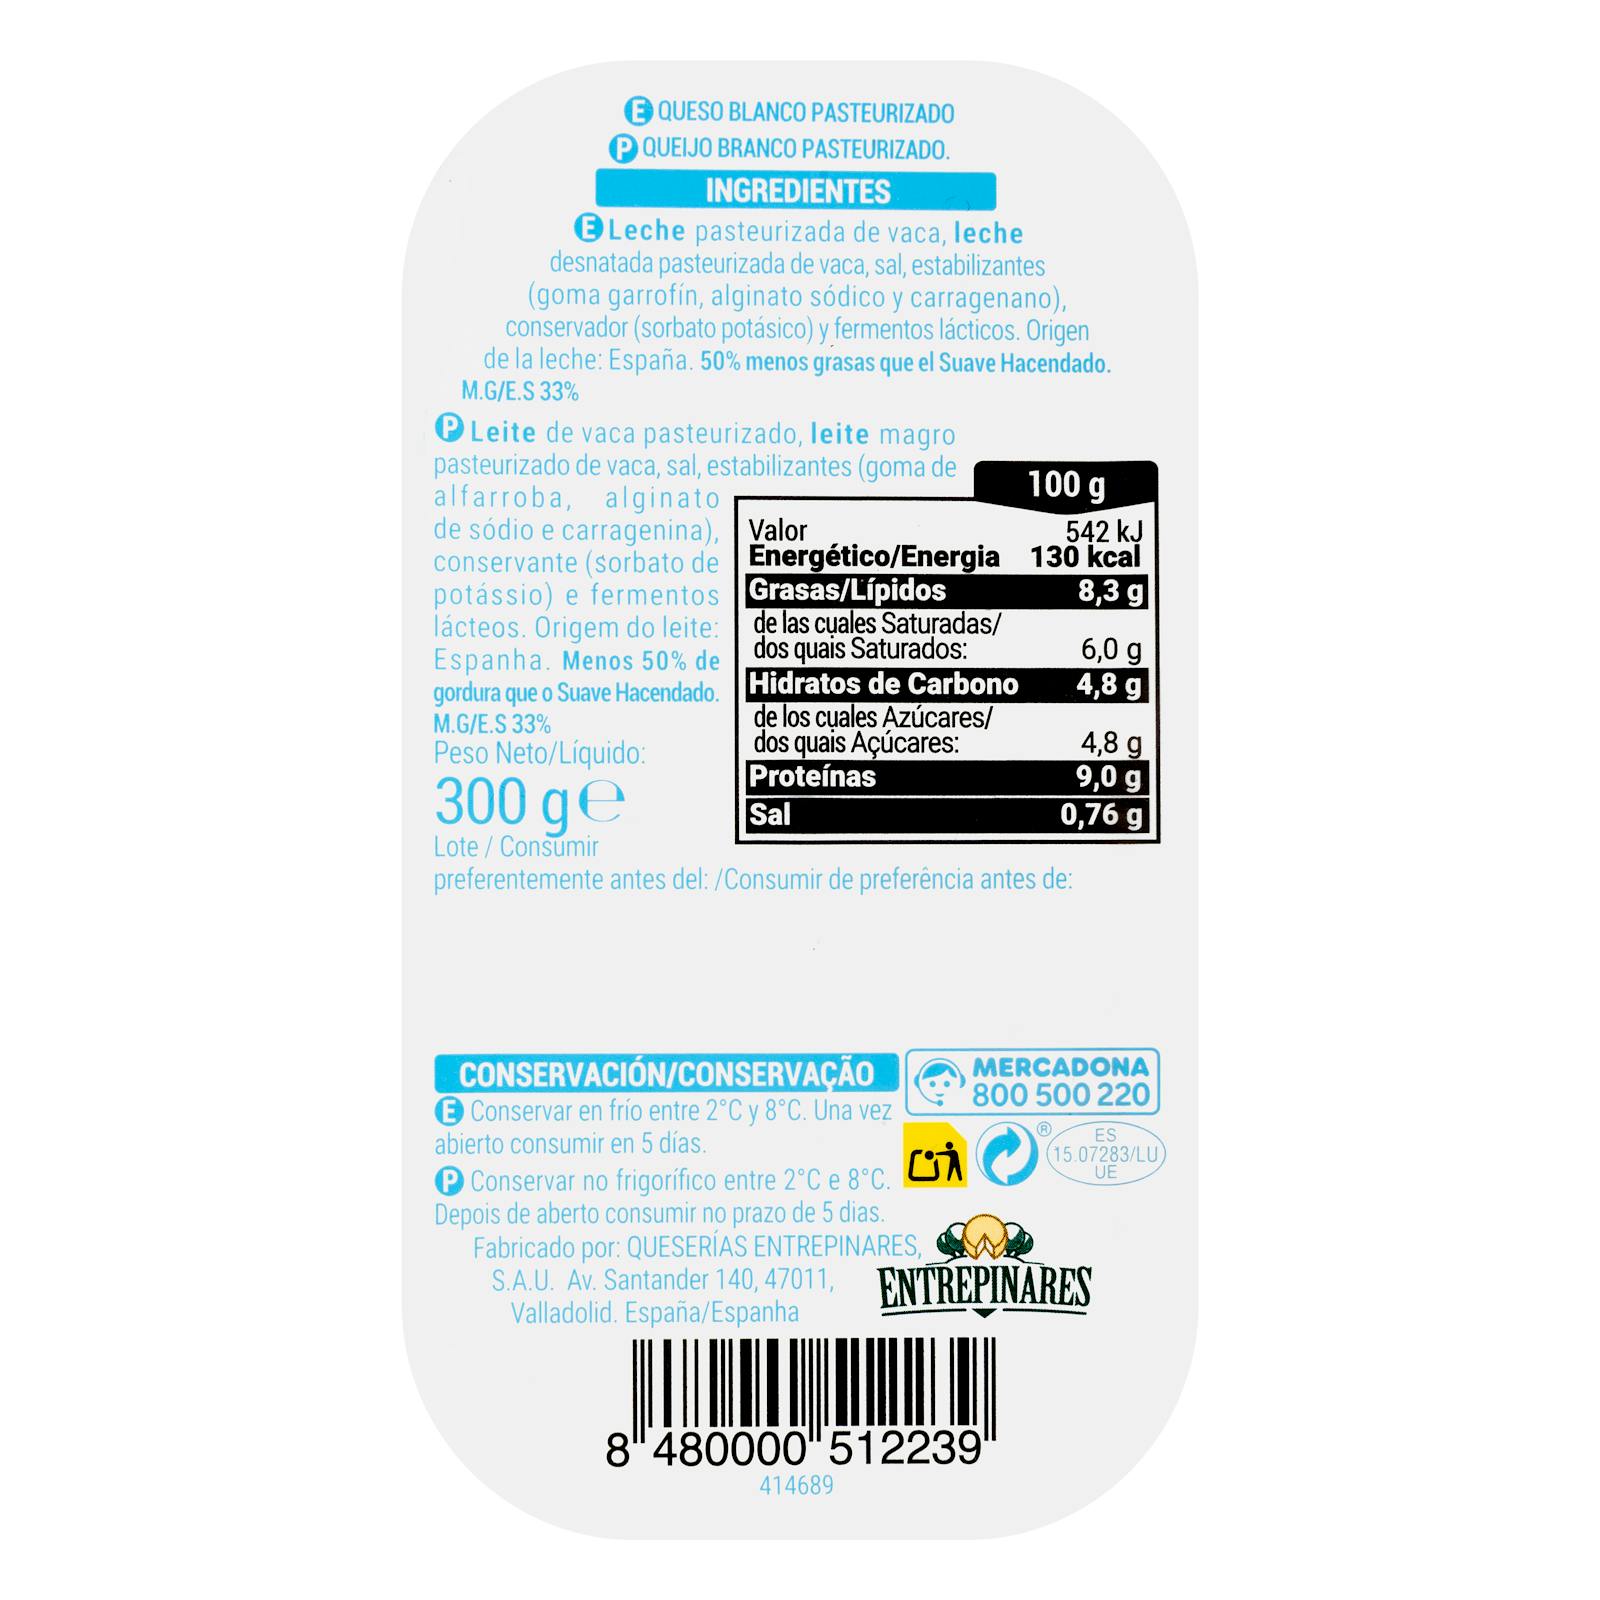 E QUESO BLANCO PASTEURIZADO
P QUEIJO BRANCO PASTEURIZADO.
INGREDIENTES
E Leche pasteurizada de vaca, leche
desnatada pasteurizada de vaca, sal, estabilizantes
(goma garrofín, alginato sódico y carragenano),
conservador (sorbato potásico) y fermentos lácticos. Origen
de la leche: España. 50% menos grasas que el Suave Hacendado.
M.G/E.S 33%
P Leite de vaca pasteurizado, leite magro
pasteurizado de vaca, sal, estabilizantes (goma de
alfarroba, alginato
de sódio e carragenina),
conservante (sorbato de
potássio) e fermentos
lácteos. Origem do leite:
Espanha. Menos 50% de
gordura que o Suave Hacendado.
M.G/E.S 33%
Peso Neto/Líquido:
300 g e
Lote / Consumir
preferentemente antes del: /Consumir de preferência antes de:
100 g
Valor 542 kJ
Energético/Energia 130 kcal
Grasas/Lípidos 8,3 g
de las cuales Saturadas/
dos quais Saturados: 6,0 g
Hidratos de Carbono 4,8 g
de los cuales Azúcares/
dos quais Açúcares: 4,8 g
Proteínas 9,0 g
Sal 0,76 g
CONSERVACIÓN/CONSERVAÇÃO
E Conservar en frío entre 2°C y 8°C. Una vez
abierto consumir en 5 días.
P Conservar no frigorífico entre 2°C e 8°C.
Depois de aberto consumir no prazo de 5 dias.
Fabricado por: QUESERÍAS ENTREPINARES,
S.A.U. Av. Santander 140, 47011,
Valladolid. España/Espanha
MERCADONA
800 500 220
®
ES
15.07283/LU
UE
ENTREPINARES
8 480000 512239
414689